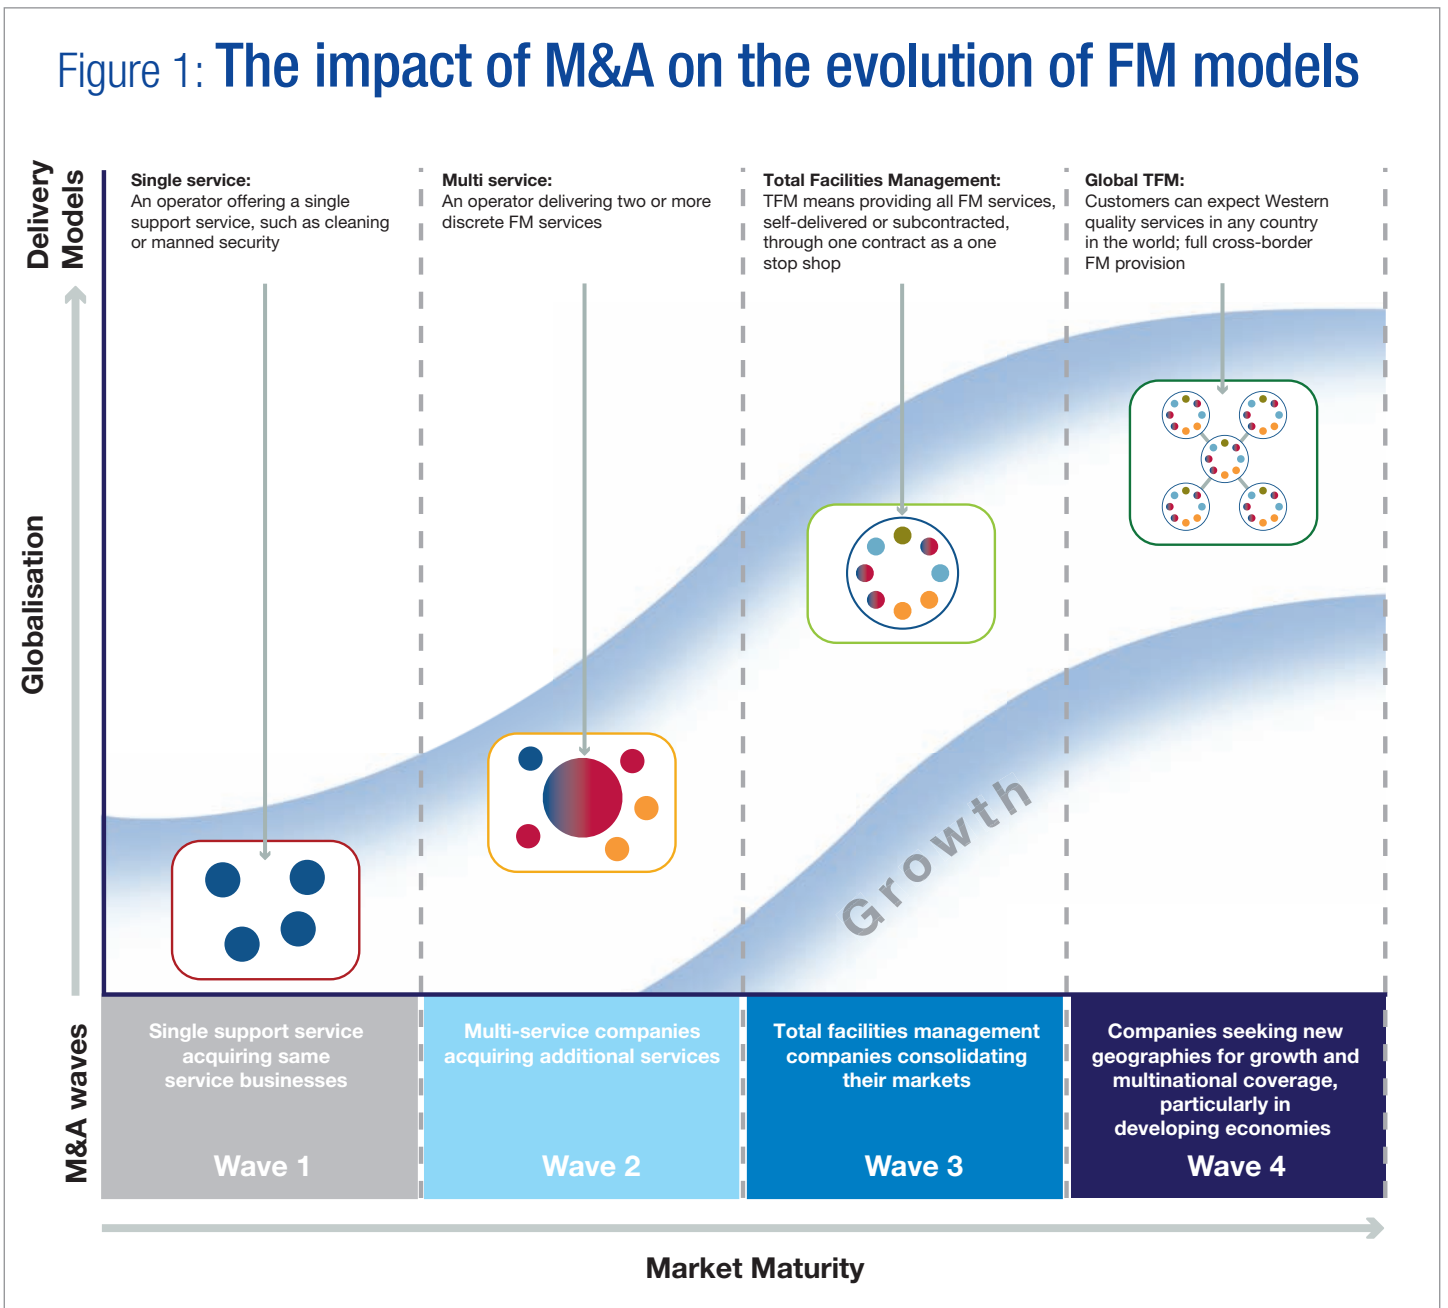 Figure 1: The impact of M&A on the evolution of FM models
Delivery
Models
Single service:
An operator offering a single
support service, such as cleaning
or manned security
Multi service:
An operator delivering two or more
discrete FM services
Total Facilities Management:
TFM means providing all FM services,
self-delivered or subcontracted,
through one contract as a one
stop shop
Global TFM:
Customers can expect Western
quality services in any country
in the world; full cross-border
FM provision
Globalisation
Growth
M&A waves
Single support service
acquiring same
service businesses
Wave 1
Multi-service companies
acquiring additional services
Wave 2
Total facilities management
companies consolidating
their markets
Wave 3
Companies seeking new
geographies for growth and
multinational coverage,
particularly in
developing economies
Wave 4
Market Maturity